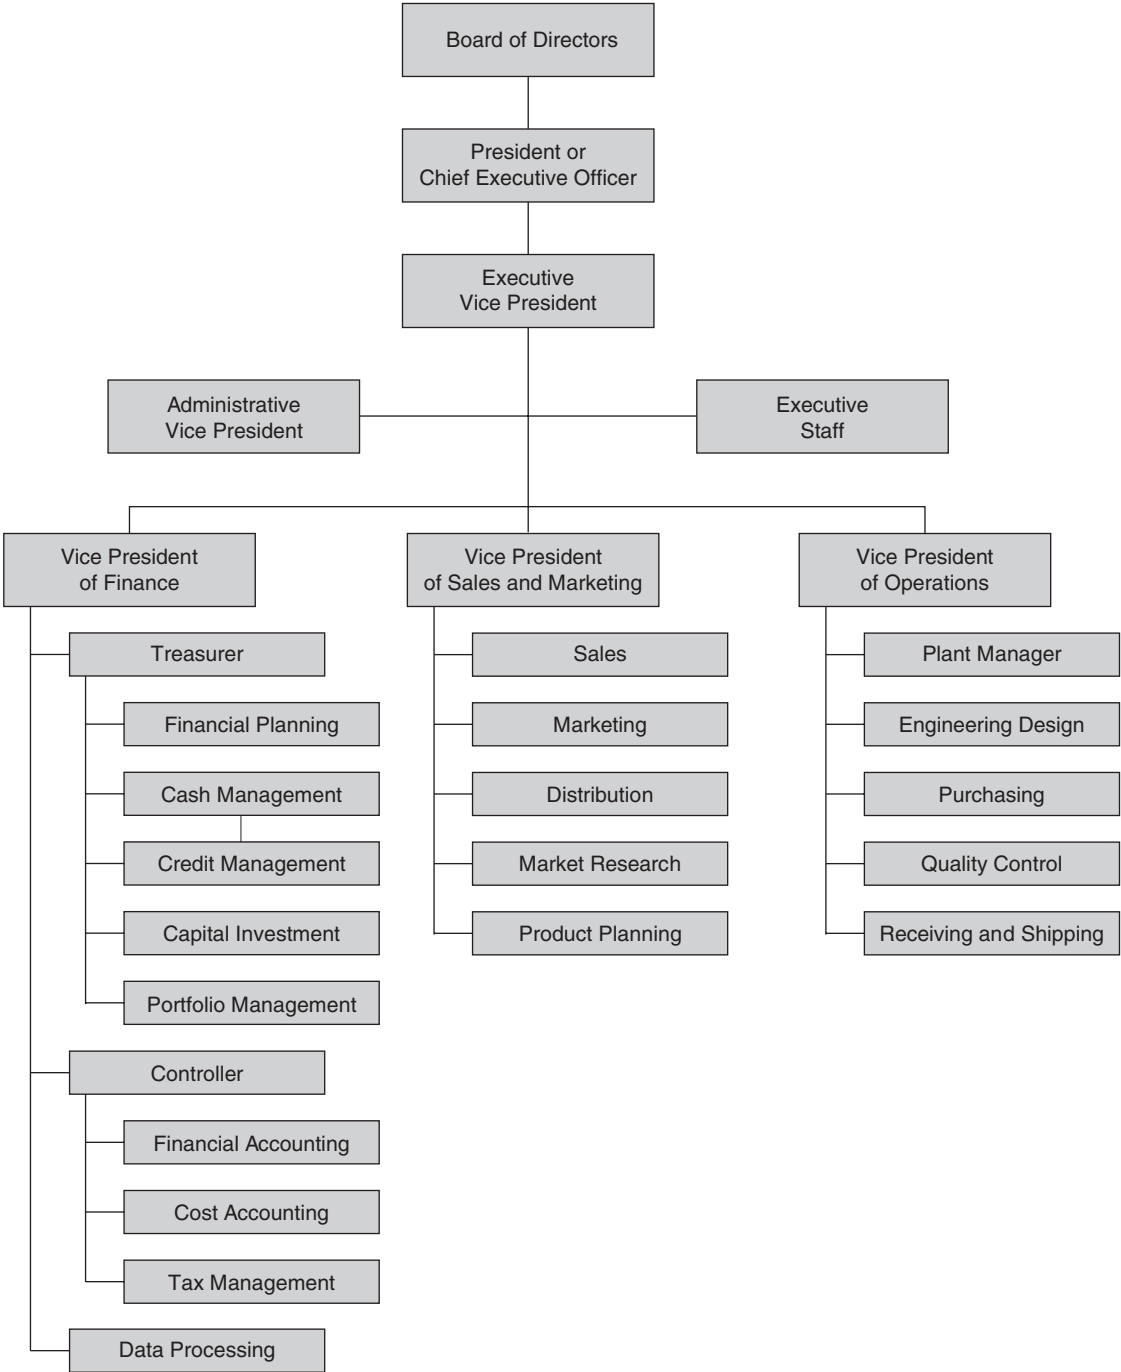 Board of Directors
President or
Chief Executive Officer
Executive
Vice President
Administrative
Vice President
Executive
Staff
Vice President
of Finance
Treasurer
Financial Planning
Cash Management
Credit Management
Capital Investment
Portfolio Management
Controller
Financial Accounting
Cost Accounting
Tax Management
Data Processing
Vice President
of Sales and Marketing
Sales
Marketing
Distribution
Market Research
Product Planning
Vice President
of Operations
Plant Manager
Engineering Design
Purchasing
Quality Control
Receiving and Shipping